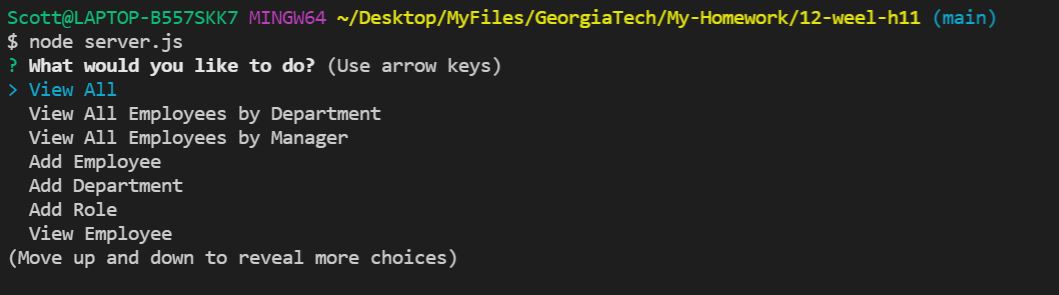 Scott@LAPTOP-B557SKK7 MINGW64 ~/Desktop/MyFiles/GeorgiaTech/My-Homework/12-weel-h11 (main)
$ node server.js
? What would you like to do? (Use arrow keys)
> View All
View All Employees by Department
View All Employees by Manager
Add Employee
Add Department
Add Role
View Employee
(Move up and down to reveal more choices)